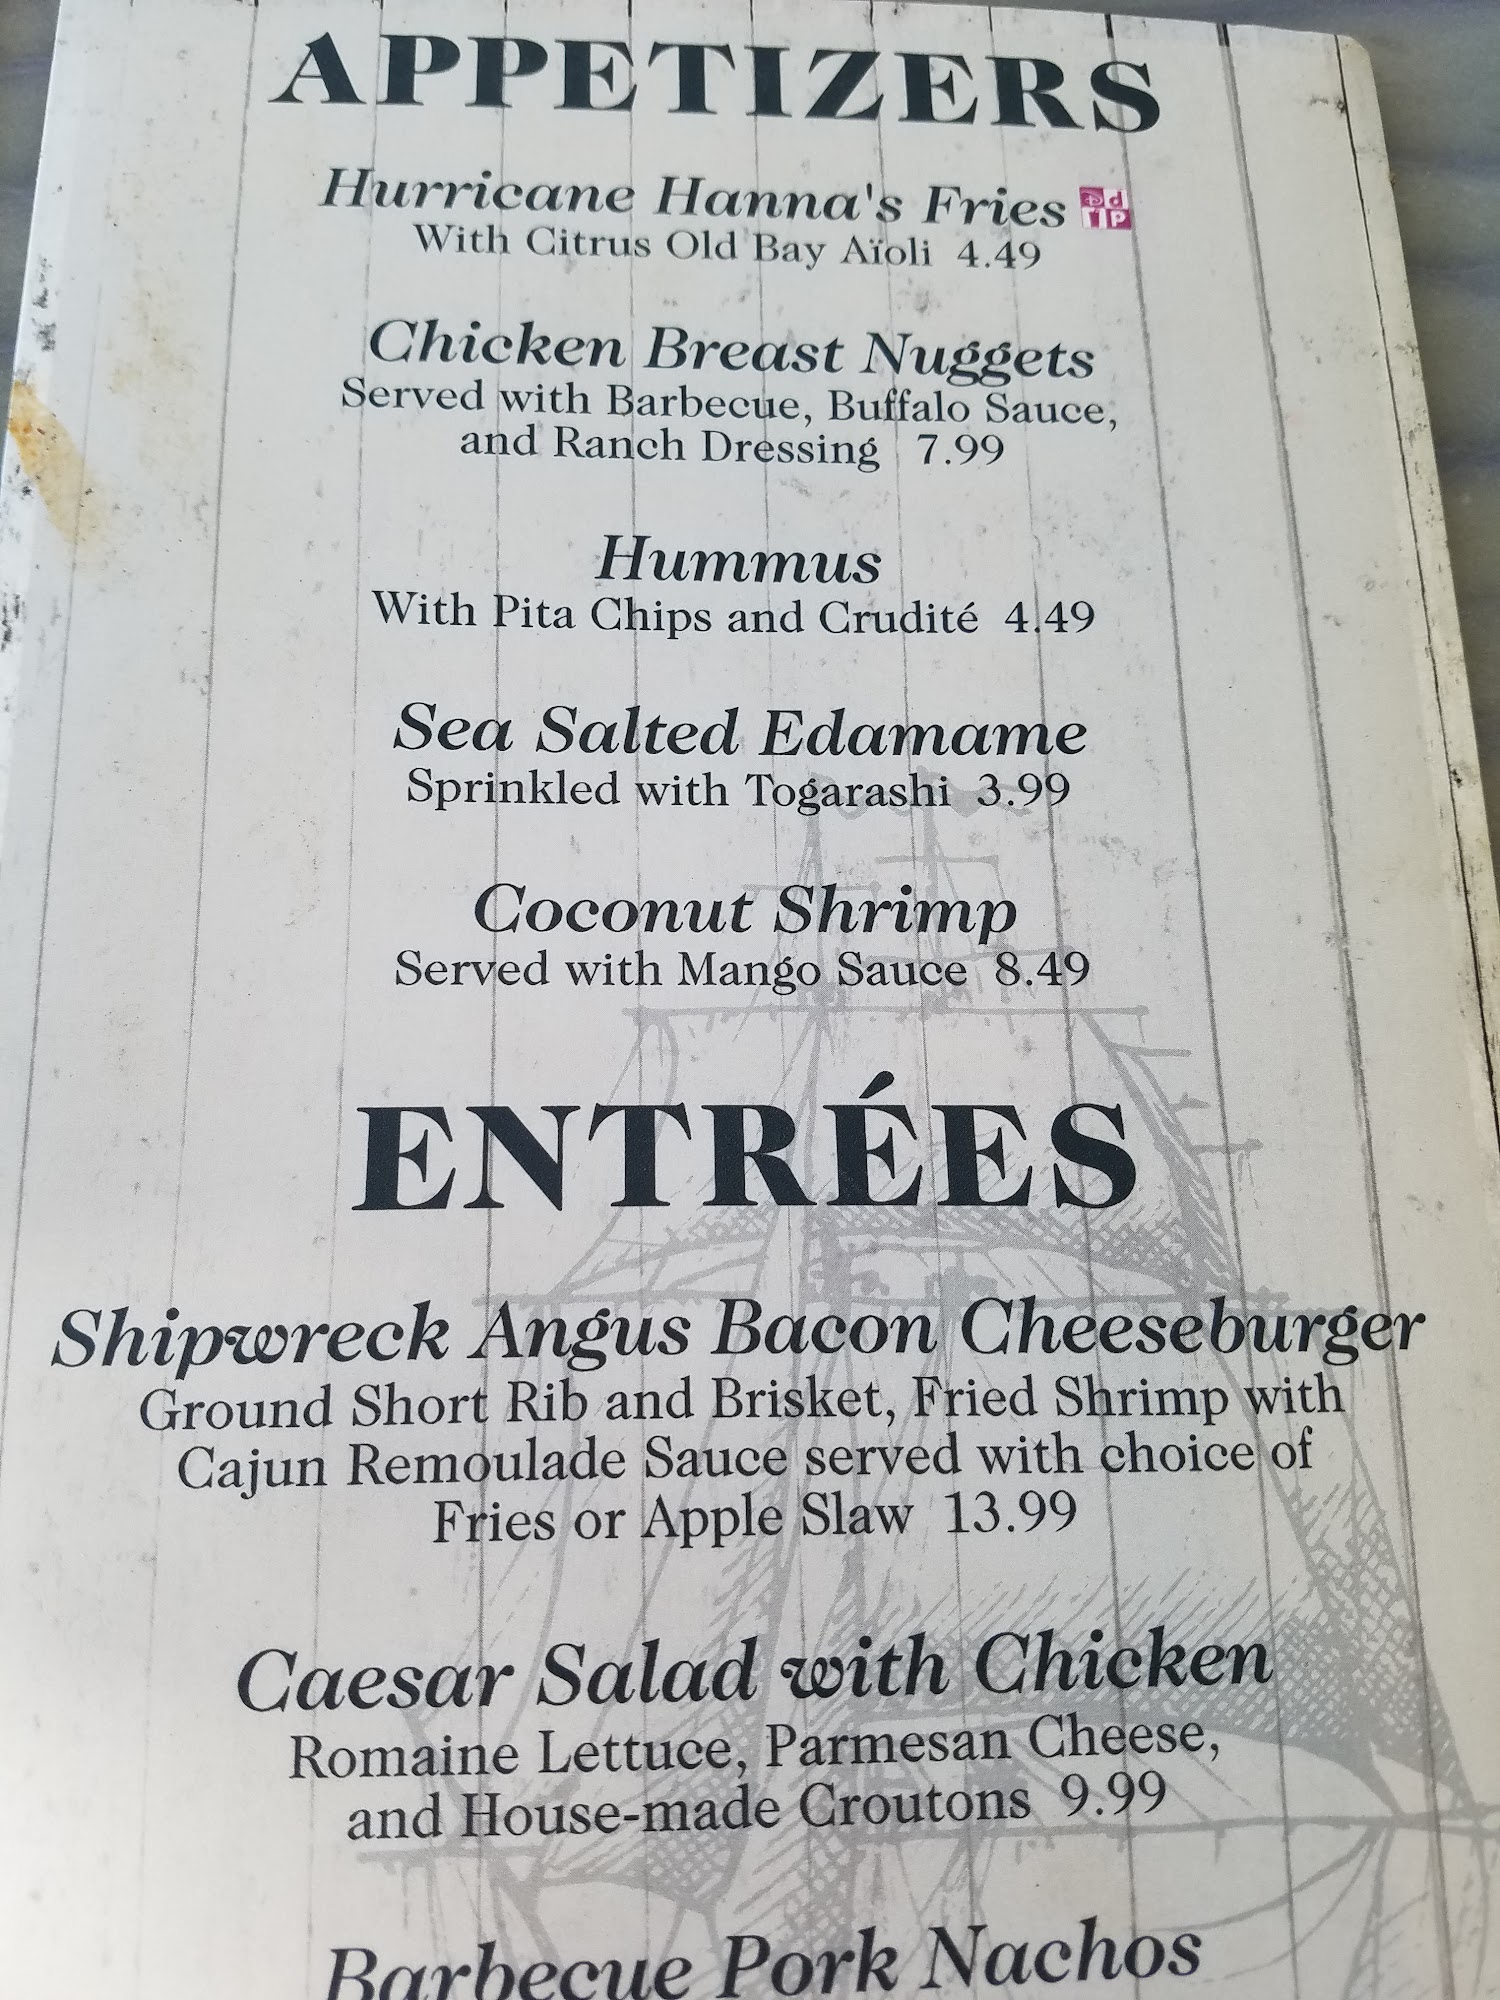 APPETIZERS
Hurricane Hanna's Fries
With Citrus Old Bay Aïoli 4.49
Chicken Breast Nuggets
Served with Barbecue, Buffalo Sauce,
and Ranch Dressing 7.99
Hummus
With Pita Chips and Crudité 4.49
Sea Salted Edamame
Sprinkled with Togarashi 3.99
Coconut Shrimp
Served with Mango Sauce 8.49
ENTRÉES
Shipwreck Angus Bacon Cheeseburger
Ground Short Rib and Brisket, Fried Shrimp with
Cajun Remoulade Sauce served with choice of
Fries or Apple Slaw 13.99
Caesar Salad with Chicken
Romaine Lettuce, Parmesan Cheese,
and House-made Croutons 9.99
Barbecue Pork Nachos